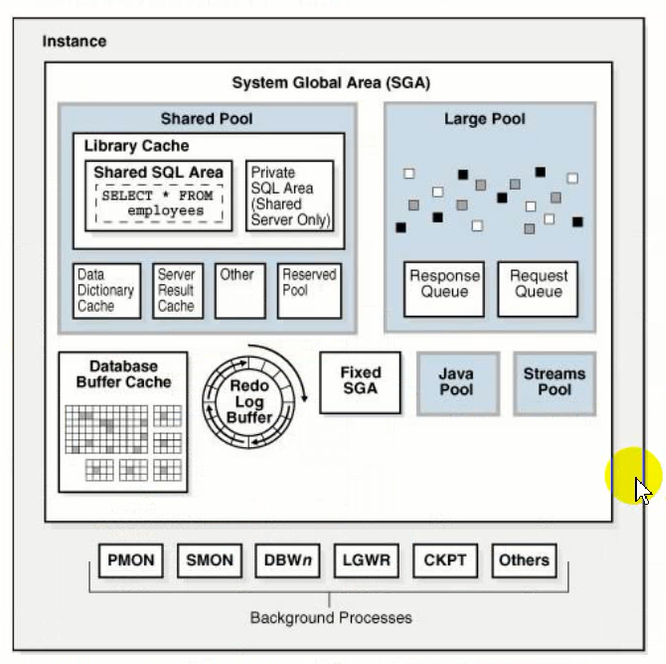 Instance
System Global Area (SGA)
Shared Pool
Library Cache
Shared SQL Area
SELECT * FROM
employees
Private
SQL Area
(Shared
Server Only)
Data
Dictionary
Cache
Server
Result
Cache
Other
Reserved
Pool
Large Pool
Response
Queue
Request
Queue
Database
Buffer Cache
Redo
Log
Buffer
Fixed
SGA
Java
Pool
Streams
Pool
PMON
SMON
DBWn
LGWR
CKPT
Others
Background Processes